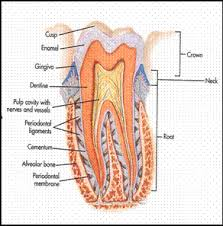 Cusp
Enamel
Gingiva
Dentine
Pulp cavity with
nerves and vessels
Periodontal
ligaments
Cementum
Alveolar bone
Periodontal
membrane
Crown
Neck
Root